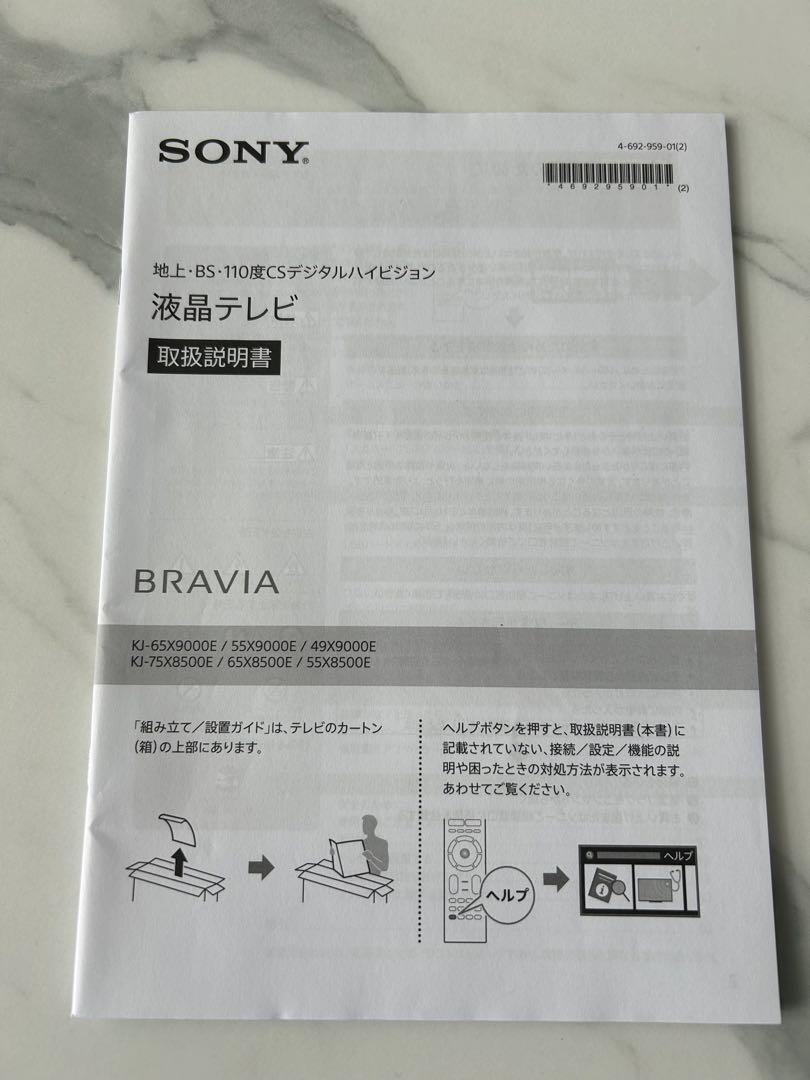 SONY®
4-692-959-01(2)
*469295901* (2)
地上・BS・110度CSデジタルハイビジョン
液晶テレビ
取扱説明書
BRAVIA
KJ-65X9000E / 55X9000E / 49X9000E
KJ-75X8500E / 65X8500E / 55X8500E
「組み立て／設置ガイド」は、テレビのカートン
（箱）の上部にあります。
ヘルプボタンを押すと、取扱説明書（本書）に
記載されていない、接続／設定／機能の説
明や困ったときの対処方法が表示されます。
あわせてご覧ください。
ヘルプ
ヘルプ